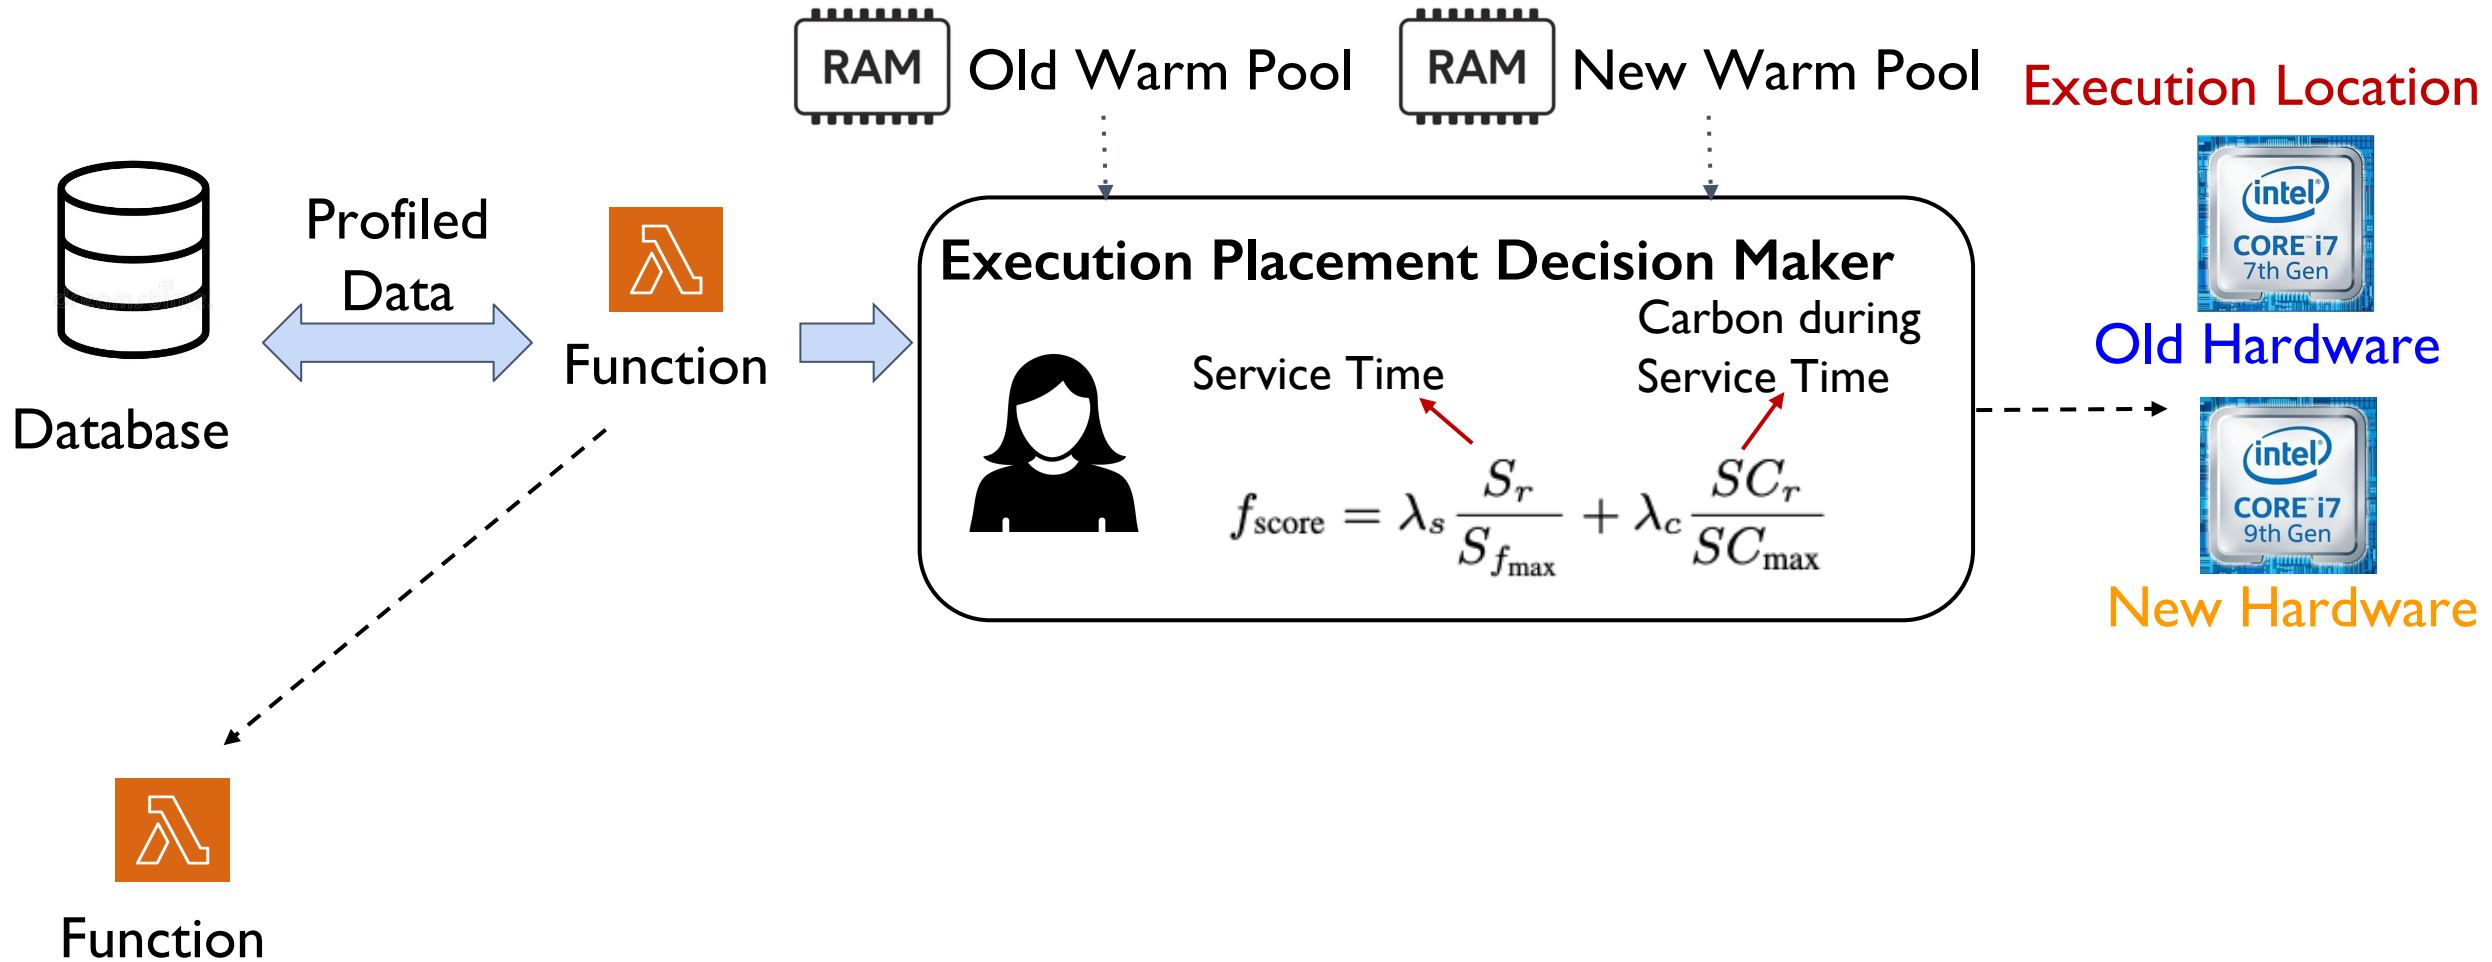 RAM
Old Warm Pool
RAM
New Warm Pool
Execution Location
intel
CORE i7
7th Gen
Old Hardware
intel
CORE i7
9th Gen
New Hardware
Profiled
Data
Database
Function
Execution Placement Decision Maker
Service Time
Carbon during
Service Time
f_score = λ_s S_r / S_{f_max} + λ_c SC_r / SC_max
Function